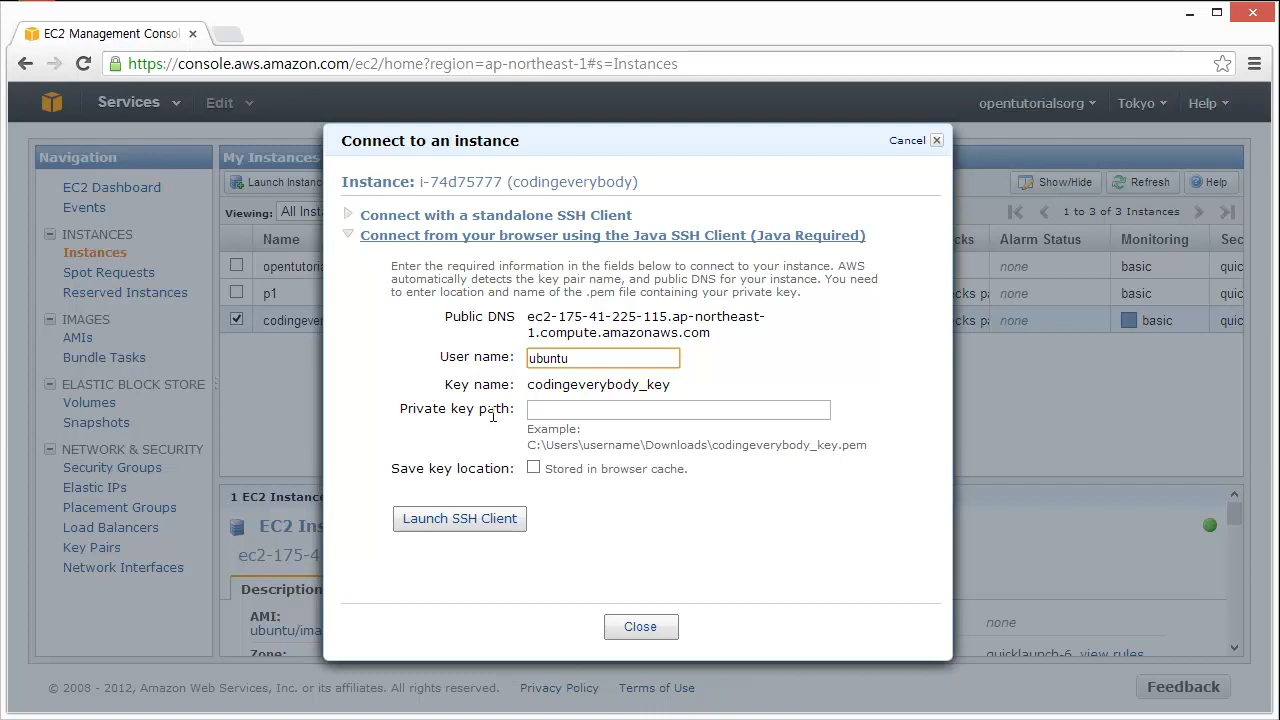 EC2 Management Consol
https://console.aws.amazon.com/ec2/home?region=ap-northeast-1#s=Instances
Services Edit opentutorialsorg Tokyo Help
Navigation
EC2 Dashboard
Events
INSTANCES
Instances
Spot Requests
Reserved Instances
IMAGES
AMIs
Bundle Tasks
ELASTIC BLOCK STORE
Volumes
Snapshots
NETWORK & SECURITY
Security Groups
Elastic IPs
Placement Groups
Load Balancers
Key Pairs
Network Interfaces
My Instances
Launch Instanc
Show/Hide Refresh Help
Viewing: All Inst
1 to 3 of 3 Instances
Name
cks Alarm Status Monitoring Sec
opentutoria
cks pa none basic quic
p1
none basic quic
codingevery
cks pa none basic quic
Connect to an instance
Cancel
Instance: i-74d75777 (codingeverybody)
Connect with a standalone SSH Client
Connect from your browser using the Java SSH Client (Java Required)
Enter the required information in the fields below to connect to your instance. AWS
automatically detects the key pair name, and public DNS for your instance. You need
to enter location and name of the .pem file containing your private key.
Public DNS ec2-175-41-225-115.ap-northeast-
1.compute.amazonaws.com
User name: ubuntu
Key name: codingeverybody_key
Private key path:
Example:
C:\Users\username\Downloads\codingeverybody_key.pem
Save key location: Stored in browser cache.
Launch SSH Client
Close
1 EC2 Instanc
EC2 Ins
ec2-175-4
Description
AMI:
ubuntu/ima
none
Zone:
quicklaunch-6. view rules
© 2008 - 2012, Amazon Web Services, Inc. or its affiliates. All rights reserved. Privacy Policy Terms of Use
Feedback